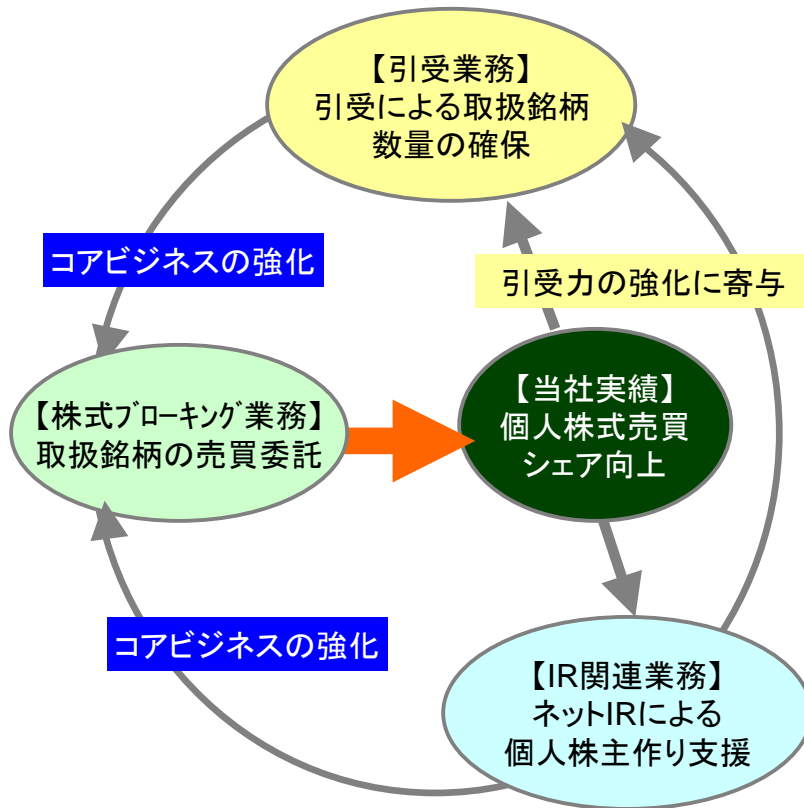 【引受業務】
引受による取扱銘柄
数量の確保
コアビジネスの強化
引受力の強化に寄与
【株式ブローキング業務】
取扱銘柄の売買委託
【当社実績】
個人株式売買
シェア向上
コアビジネスの強化
【IR関連業務】
ネットIRによる
個人株主作り支援